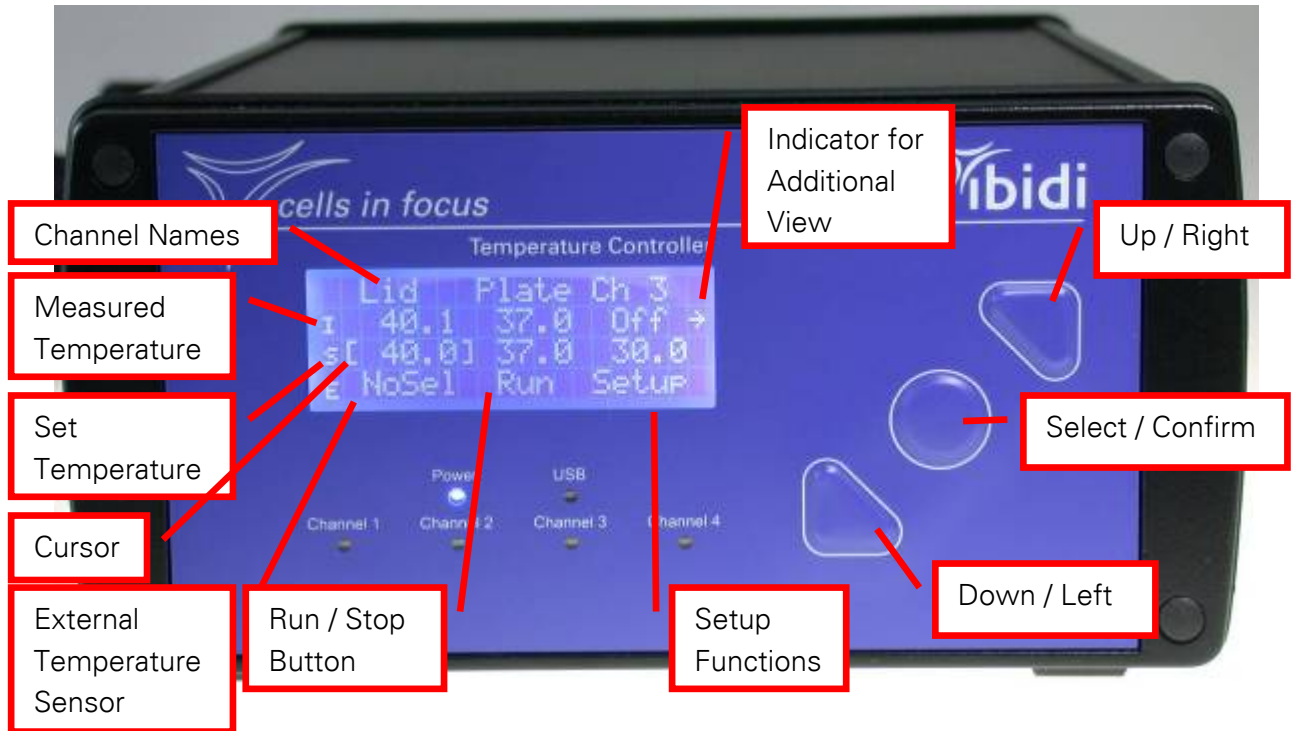 cells in focus
ibidi
Temperature Controller
Lid Plate Ch 3
I 40.1 37.0 Off →
S[ 40.0] 37.0 30.0
E NoSel Run Setup
Power USB
Channel 1 Channel 2 Channel 3 Channel 4
Channel Names
Measured
Temperature
Set
Temperature
Cursor
External
Temperature
Sensor
Run / Stop
Button
Setup
Functions
Down / Left
Select / Confirm
Up / Right
Indicator for
Additional
View